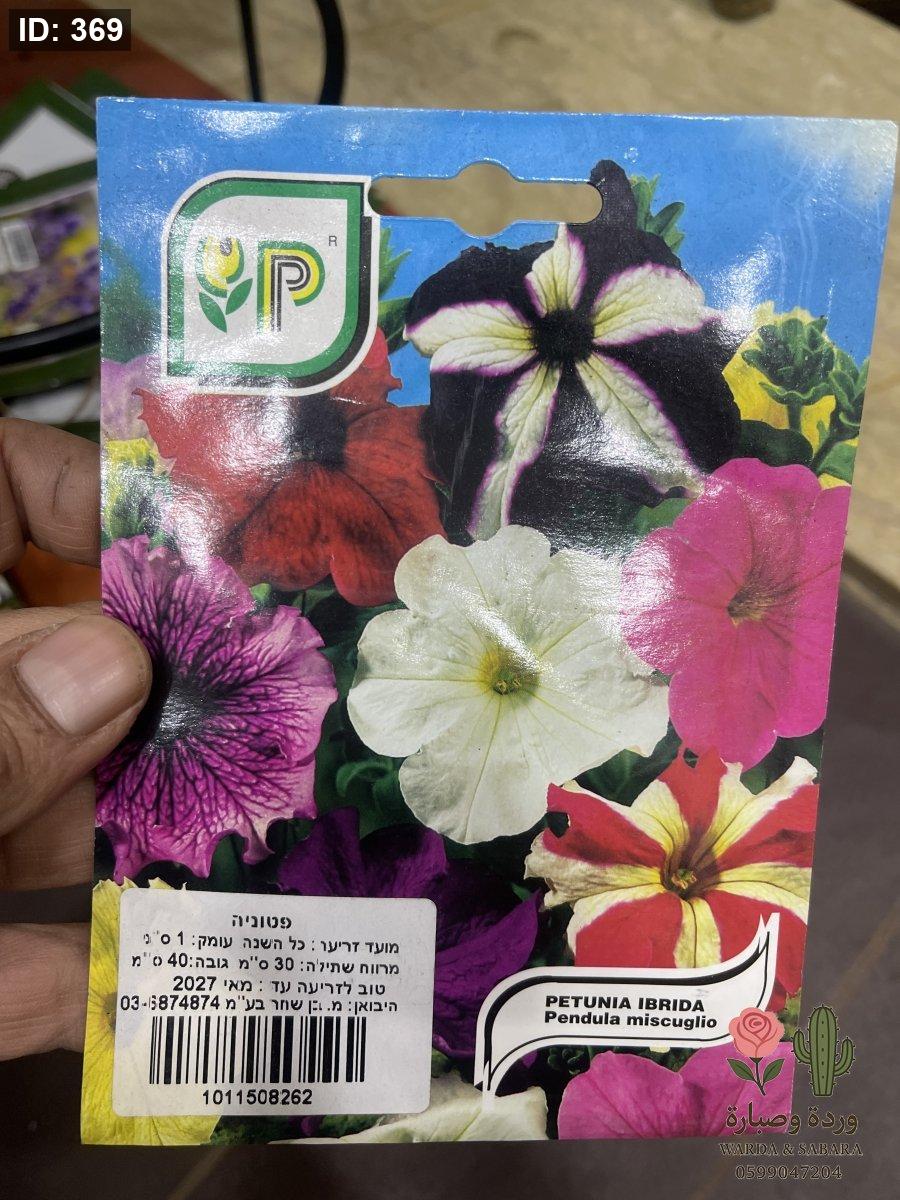 ID: 369
P
R
PETUNIA IBRIDA
Pendula miscuglio
פטוניה
מועד זריעה: כל השנה עומק: 1 ס"מ
מרווח שתילה: 30 ס"מ גובה: 40 ס"מ
טוב לזריעה עד: מאי 2027
היבואן: מ. בן שחר בע"מ 03-6874874
1011508262
وردة وصبارة
WARDA & SABARA
0599047204